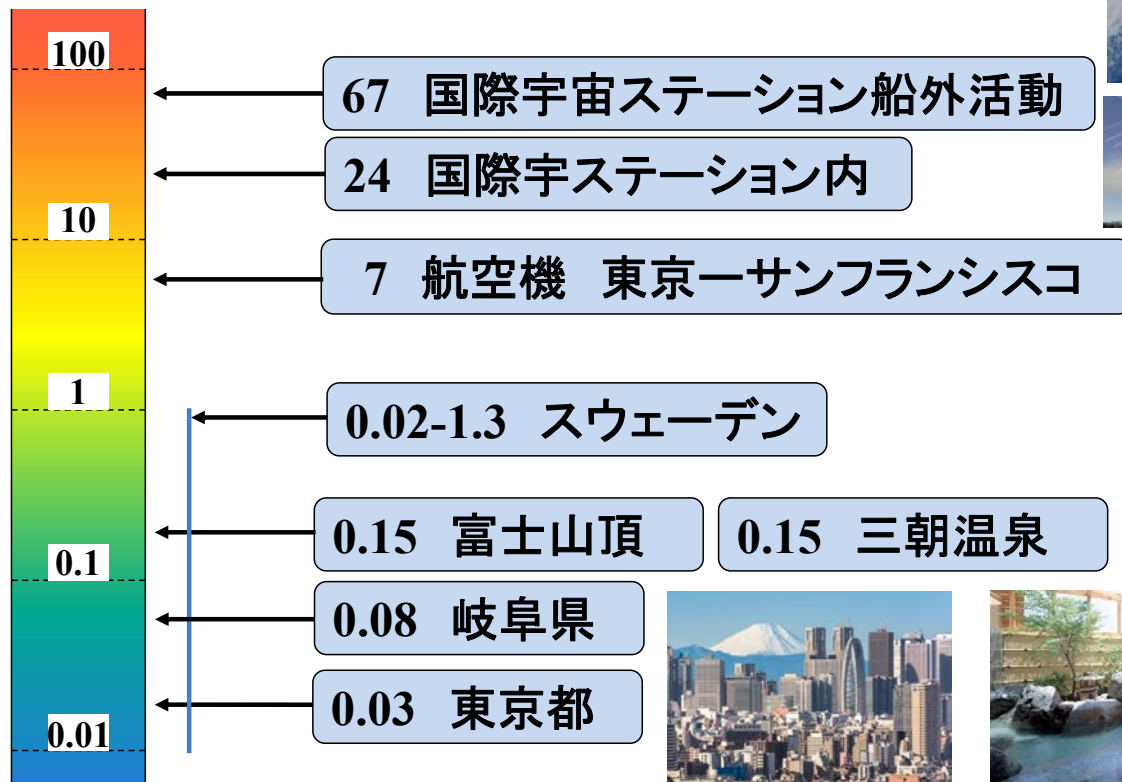 100
67 国際宇宙ステーション船外活動
24 国際宇ステーション内
10
7 航空機 東京ーサンフランシスコ
1
0.02-1.3 スウェーデン
0.15 富士山頂
0.15 三朝温泉
0.1
0.08 岐阜県
0.03 東京都
0.01